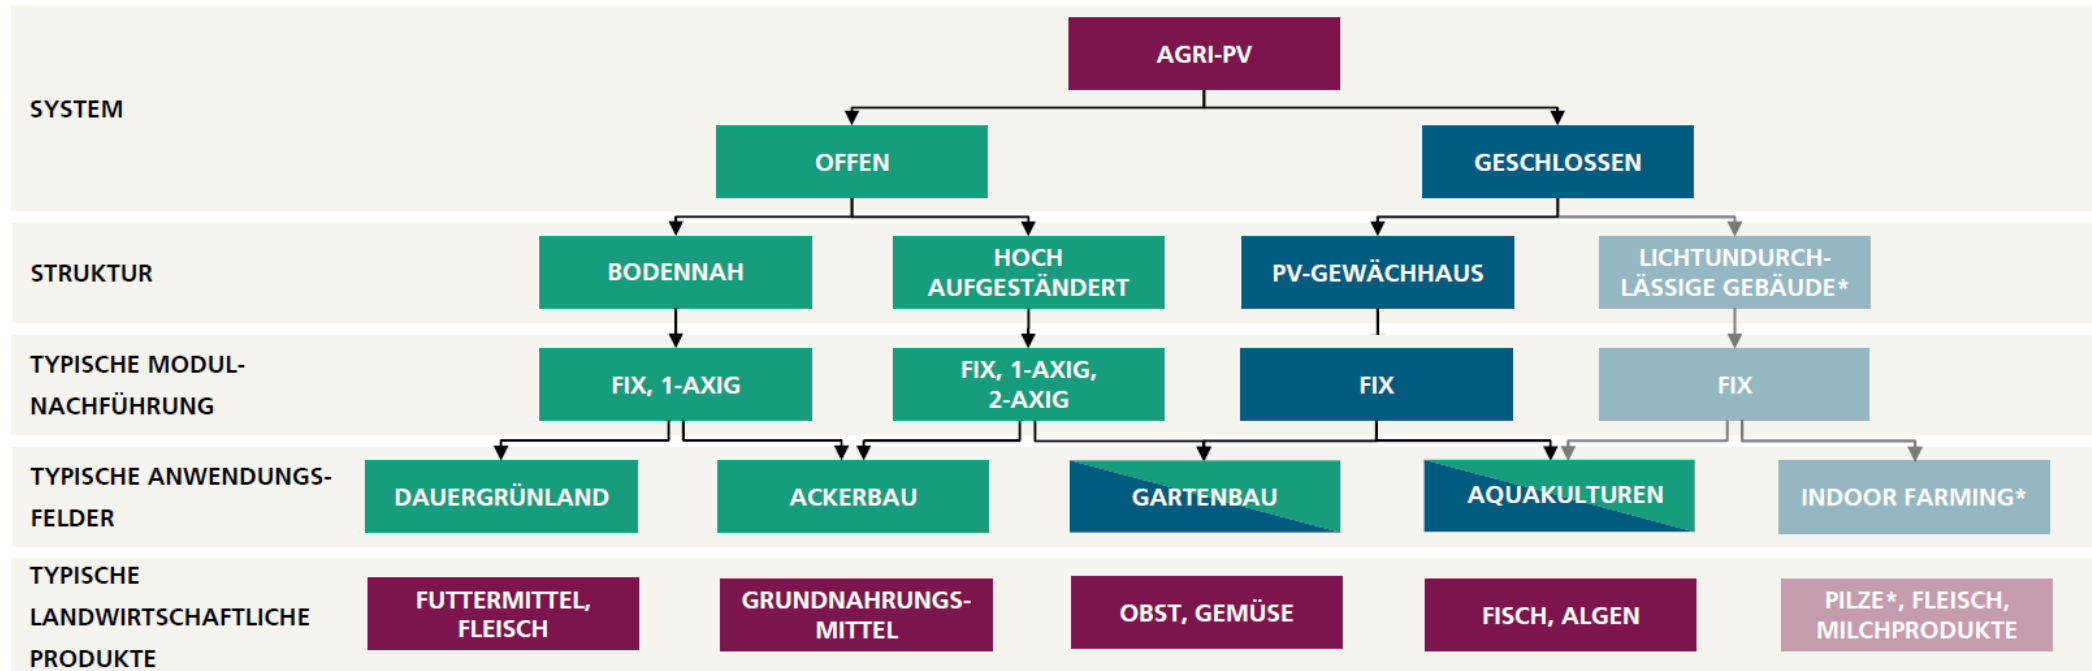 AGRI-PV
SYSTEM
OFFEN
GESCHLOSSEN
STRUKTUR
BODENNAH
HOCH
AUFGESTÄNDERT
PV-GEWÄCHHAUS
LICHTUNDURCH-
LÄSSIGE GEBÄUDE*
TYPISCHE MODUL-
NACHFÜHRUNG
FIX, 1-AXIG
FIX, 1-AXIG,
2-AXIG
FIX
FIX
TYPISCHE ANWENDUNGS-
FELDER
DAUERGRÜNLAND
ACKERBAU
GARTENBAU
AQUAKULTUREN
INDOOR FARMING*
TYPISCHE
LANDWIRTSCHAFTLICHE
PRODUKTE
FUTTERMITTEL,
FLEISCH
GRUNDNAHRUNGS-
MITTEL
OBST, GEMÜSE
FISCH, ALGEN
PILZE*, FLEISCH,
MILCHPRODUKTE